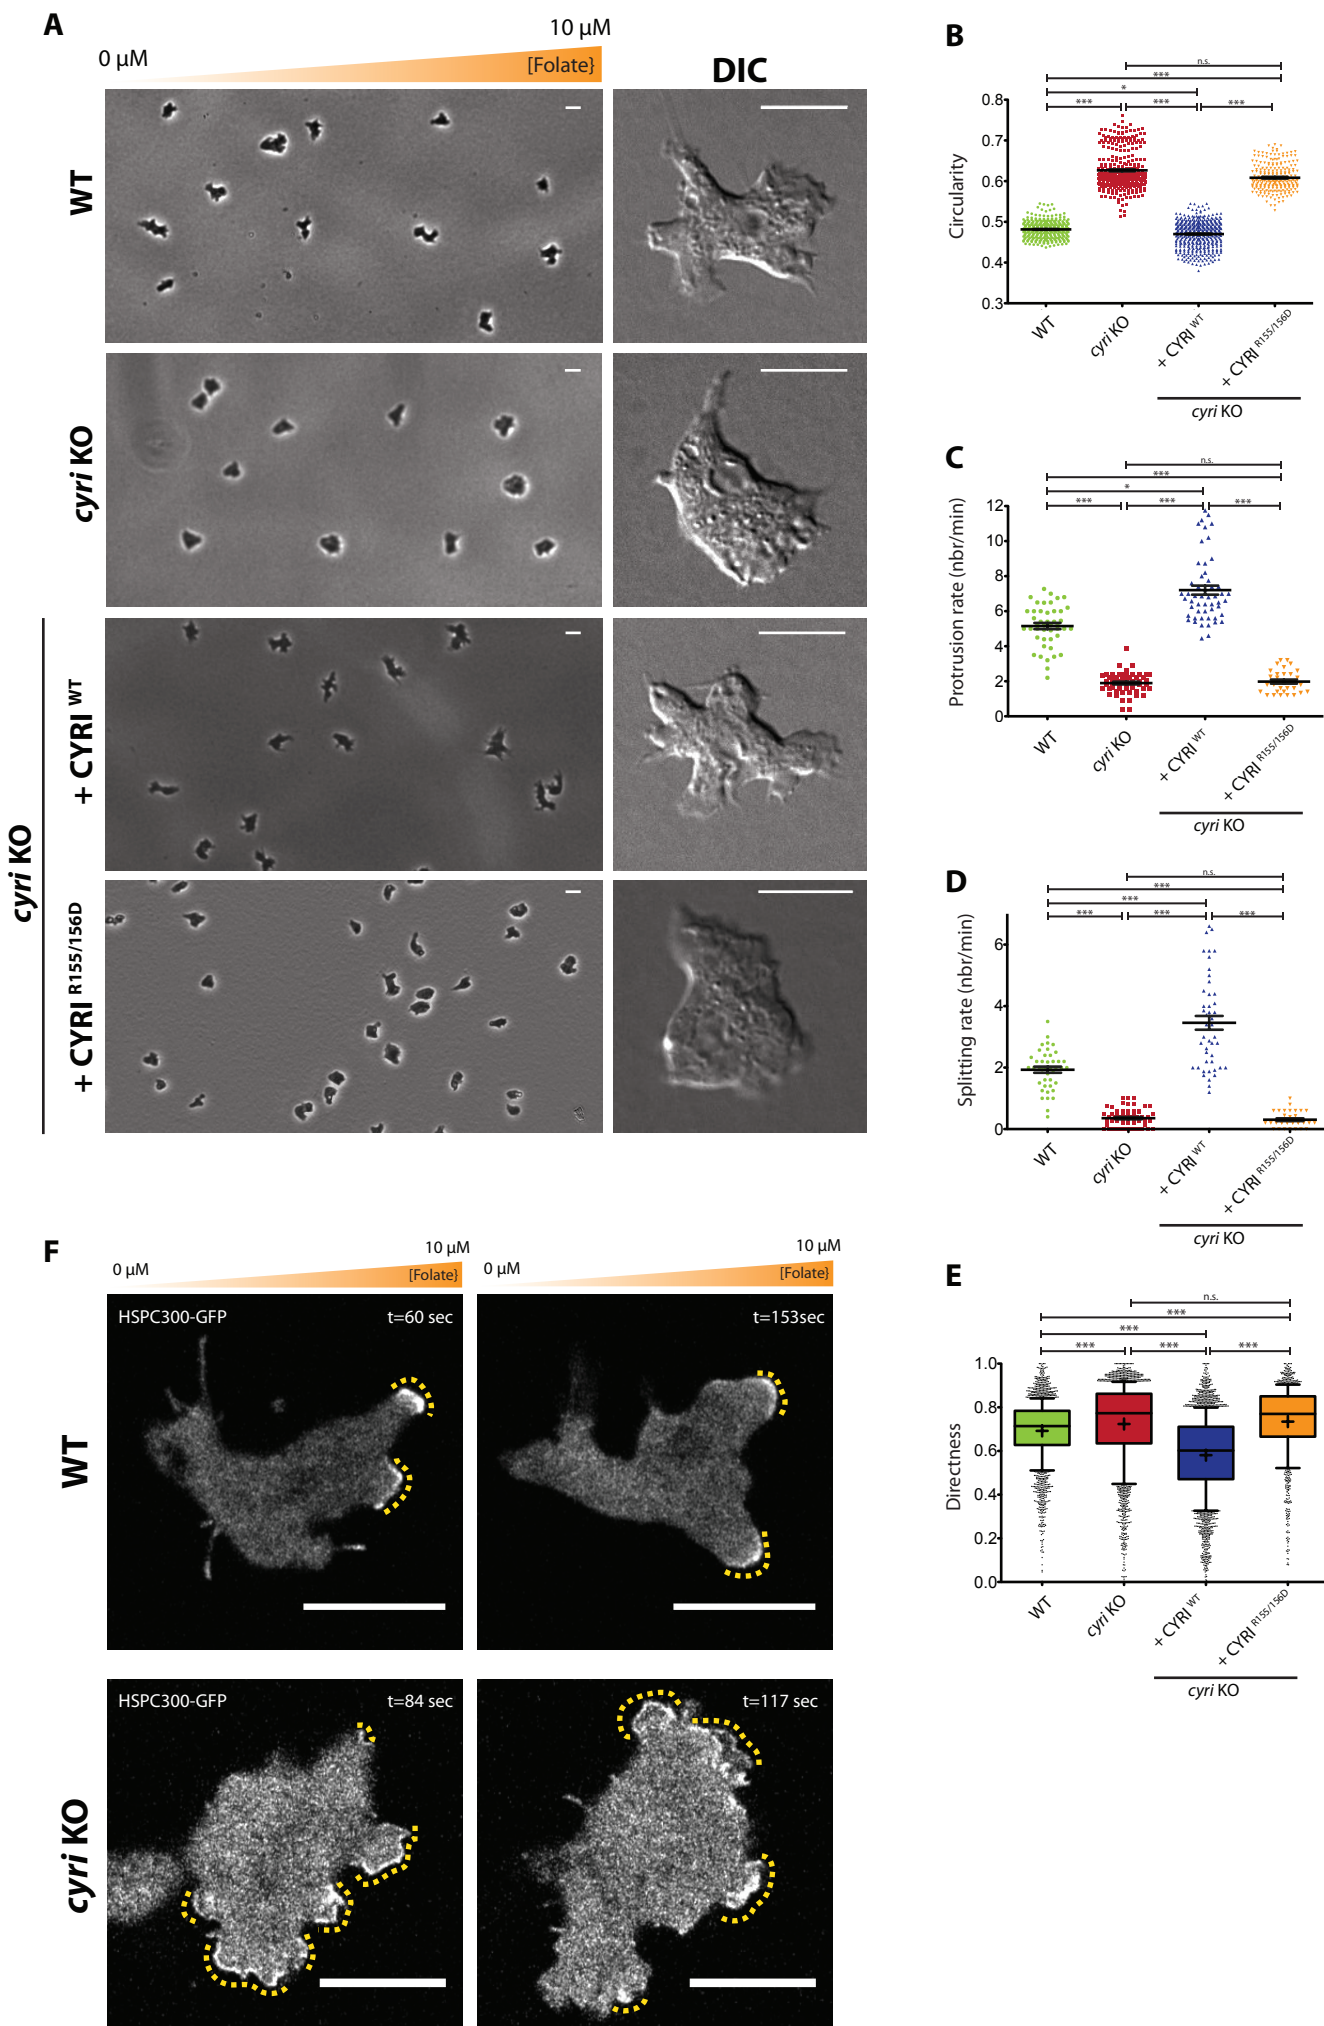 A
0 µM
10 µM
[Folate}
DIC
WT
cyri KO
+ CYRI WT
+ CYRI R155/156D
cyri KO
B
n.s.
***
*
*** *** ***
Circularity
0.8
0.7
0.6
0.5
0.4
0.3
WT
cyri KO
+ CYRI WT
+ CYRI R155/156D
cyri KO
C
n.s.
***
*
*** *** ***
Protrusion rate (nbr/min)
12
10
8
6
4
2
0
WT
cyri KO
+ CYRI WT
+ CYRI R155/156D
cyri KO
D
n.s.
***
***
*** *** ***
Splitting rate (nbr/min)
6
4
2
0
WT
cyri KO
+ CYRI WT
+ CYRI R155/156D
cyri KO
E
n.s.
***
***
*** *** ***
Directness
1.0
0.8
0.6
0.4
0.2
0.0
WT
cyri KO
+ CYRI WT
+ CYRI R155/156D
cyri KO
F
0 µM
10 µM
[Folate}
0 µM
10 µM
[Folate}
WT
HSPC300-GFP
t=60 sec
t=153sec
cyri KO
HSPC300-GFP
t=84 sec
t=117 sec